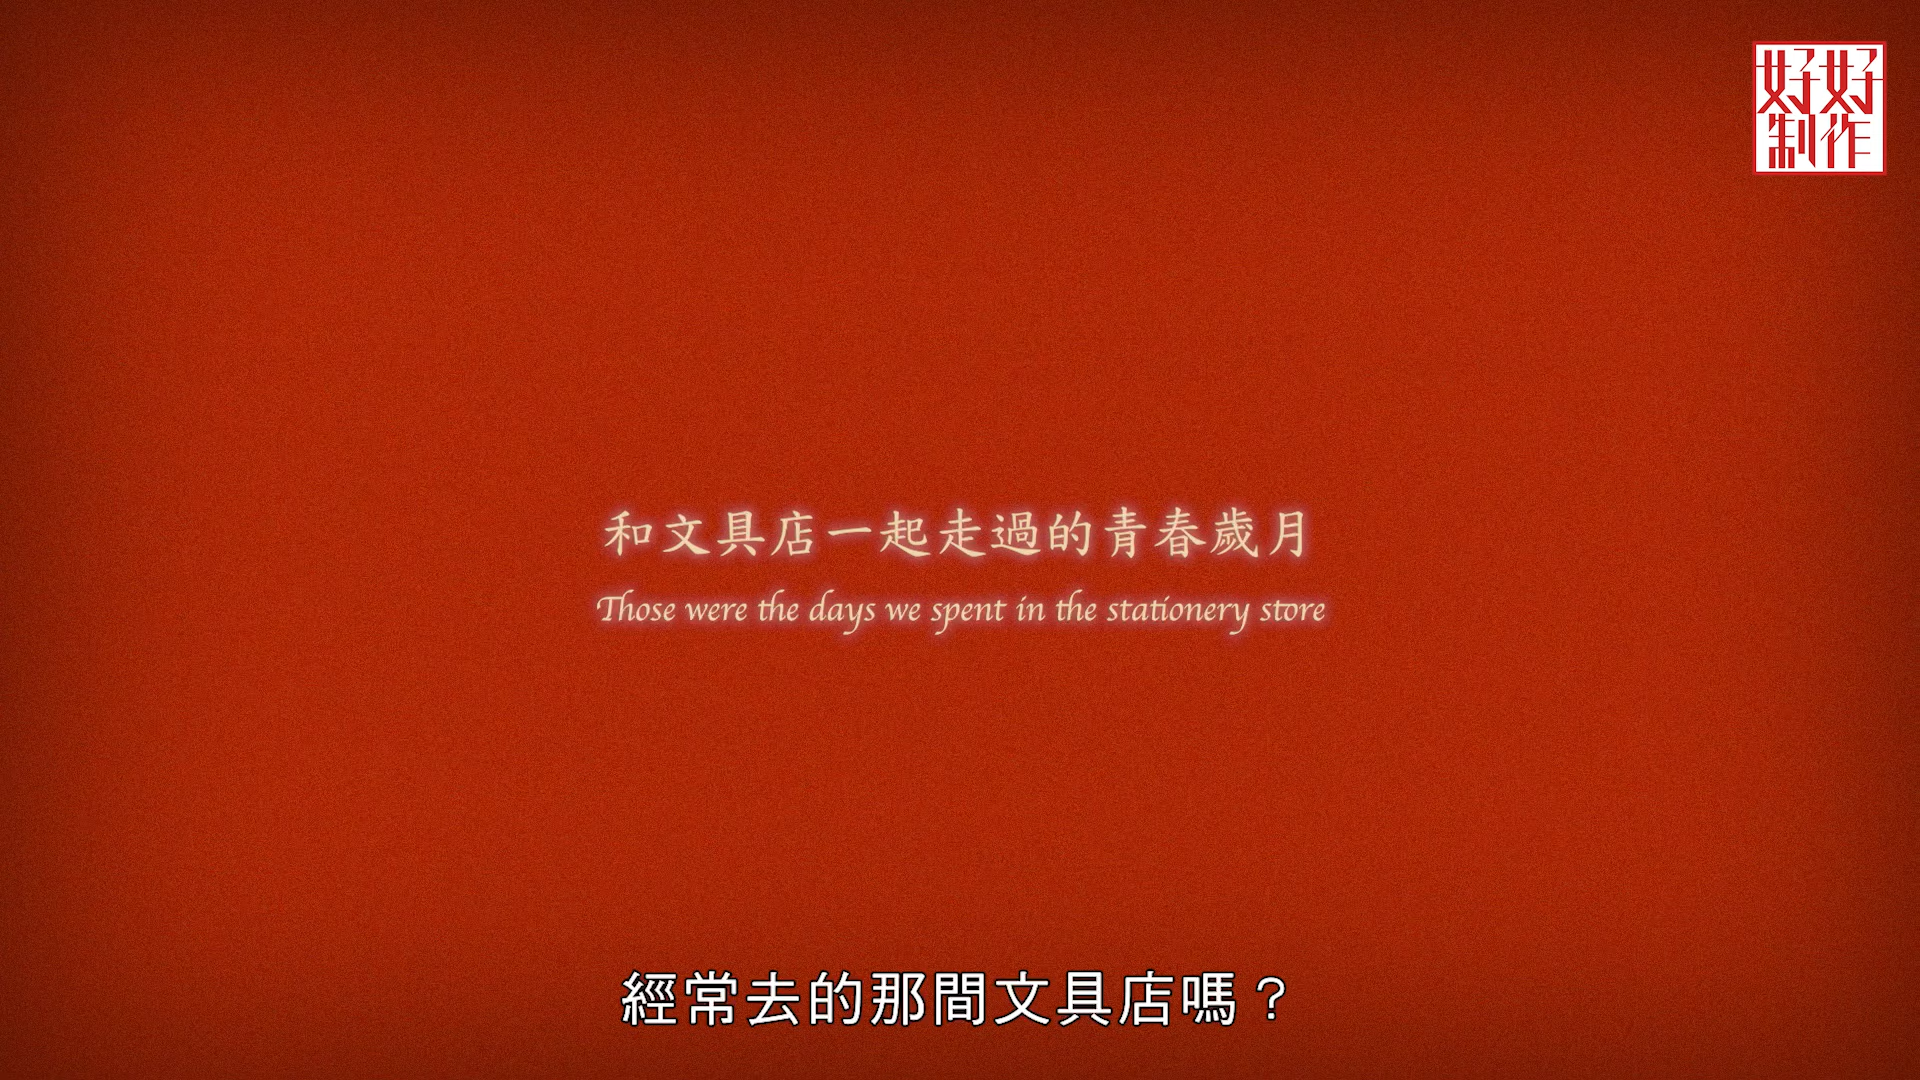 好好
制作
和文具店一起走過的青春歲月
Those were the days we spent in the stationery store
經常去的那間文具店嗎？